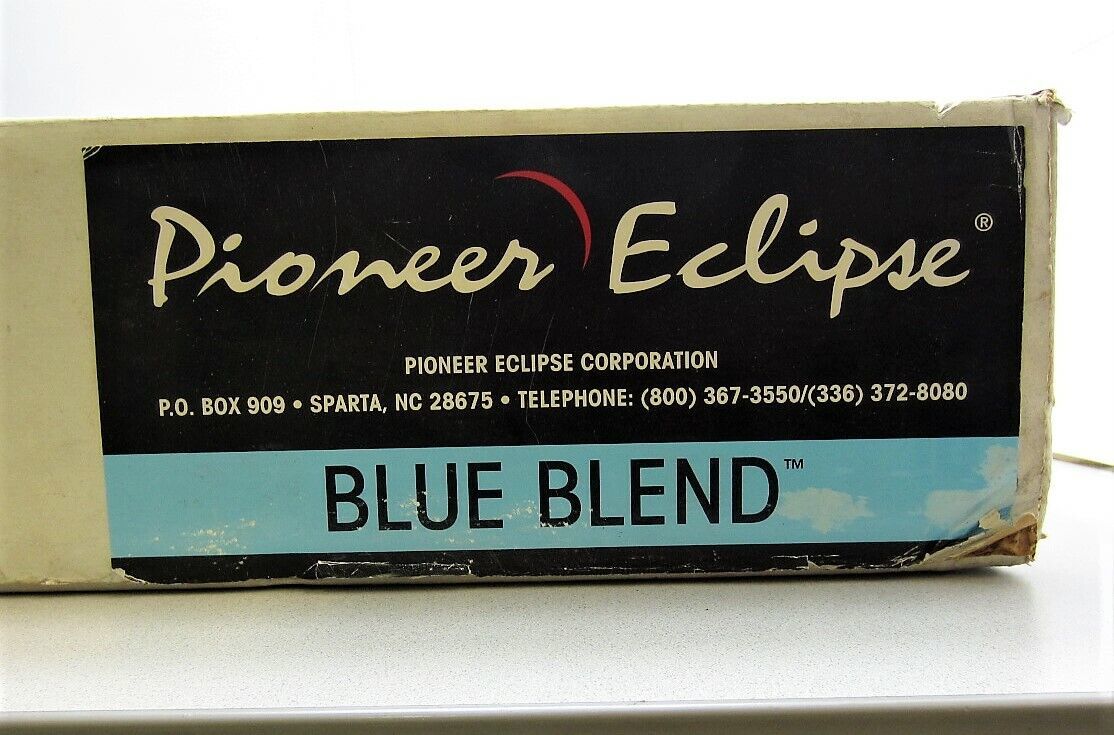 Pioneer Eclipse®
PIONEER ECLIPSE CORPORATION
P.O. BOX 909 • SPARTA, NC 28675 • TELEPHONE: (800) 367-3550/(336) 372-8080
BLUE BLEND™